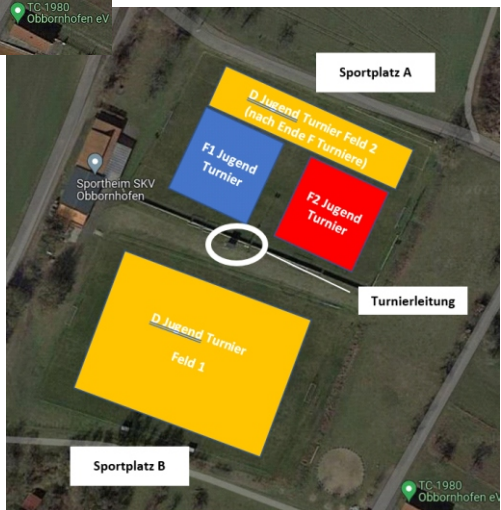 TC 1980
Obbornhofen eV
Sportplatz A
D Jugend Turnier Feld 2
(nach Ende F Turniere)
F1 Jugend
Turnier
F2 Jugend
Turnier
Sportheim SKV
Obbornhofen
Turnierleitung
D Jugend Turnier
Feld 1
Sportplatz B
TC 1980
Obbornhofen eV